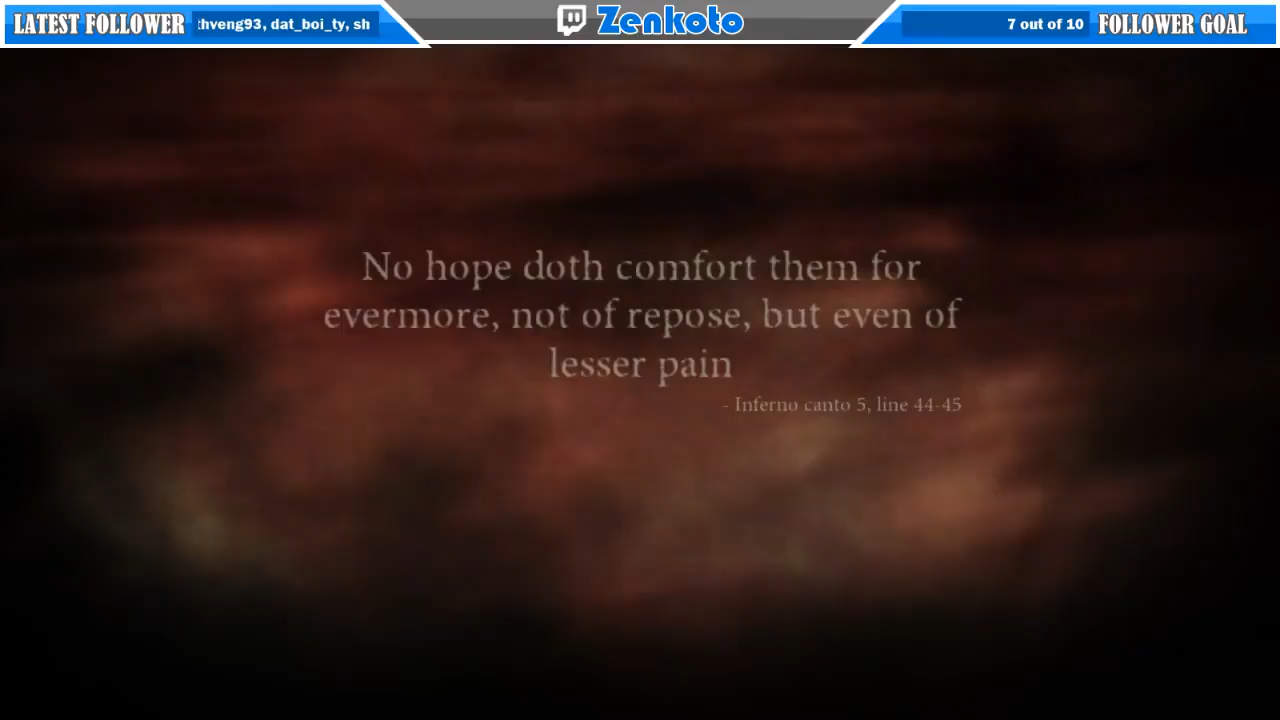 LATEST FOLLOWER
hveng93, dat_boi_ty, sh
Zenkoto
7 out of 10
FOLLOWER GOAL
No hope doth comfort them for
evermore, not of repose, but even of
lesser pain
- Inferno canto 5, line 44-45